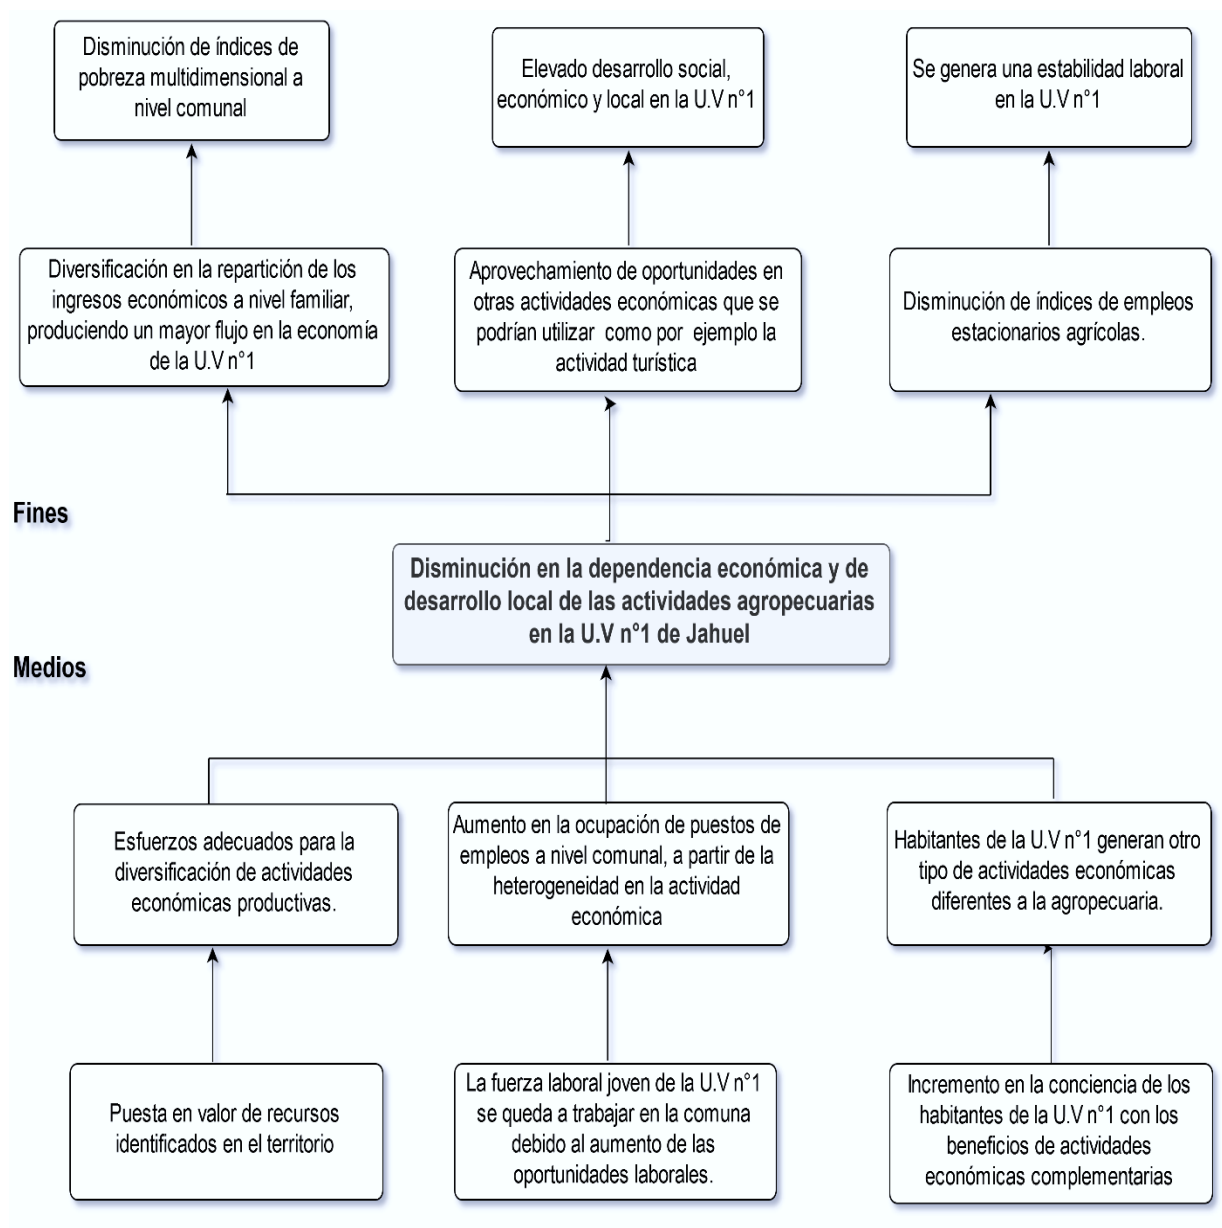 Disminución de índices de
pobreza multidimensional a
nivel comunal
Elevado desarrollo social,
económico y local en la U.V n°1
Se genera una estabilidad laboral
en la U.V n°1
Diversificación en la repartición de los
ingresos económicos a nivel familiar,
produciendo un mayor flujo en la economía
de la U.V n°1
Aprovechamiento de oportunidades en
otras actividades económicas que se
podrían utilizar como por ejemplo la
actividad turística
Disminución de índices de empleos
estacionarios agrícolas.
Fines
Disminución en la dependencia económica y de
desarrollo local de las actividades agropecuarias
en la U.V n°1 de Jahuel
Medios
Esfuerzos adecuados para la
diversificación de actividades
económicas productivas.
Aumento en la ocupación de puestos de
empleos a nivel comunal, a partir de la
heterogeneidad en la actividad
económica
Habitantes de la U.V n°1 generan otro
tipo de actividades económicas
diferentes a la agropecuaria.
Puesta en valor de recursos
identificados en el territorio
La fuerza laboral joven de la U.V n°1
se queda a trabajar en la comuna
debido al aumento de las
oportunidades laborales.
Incremento en la conciencia de los
habitantes de la U.V n°1 con los
beneficios de actividades
económicas complementarias